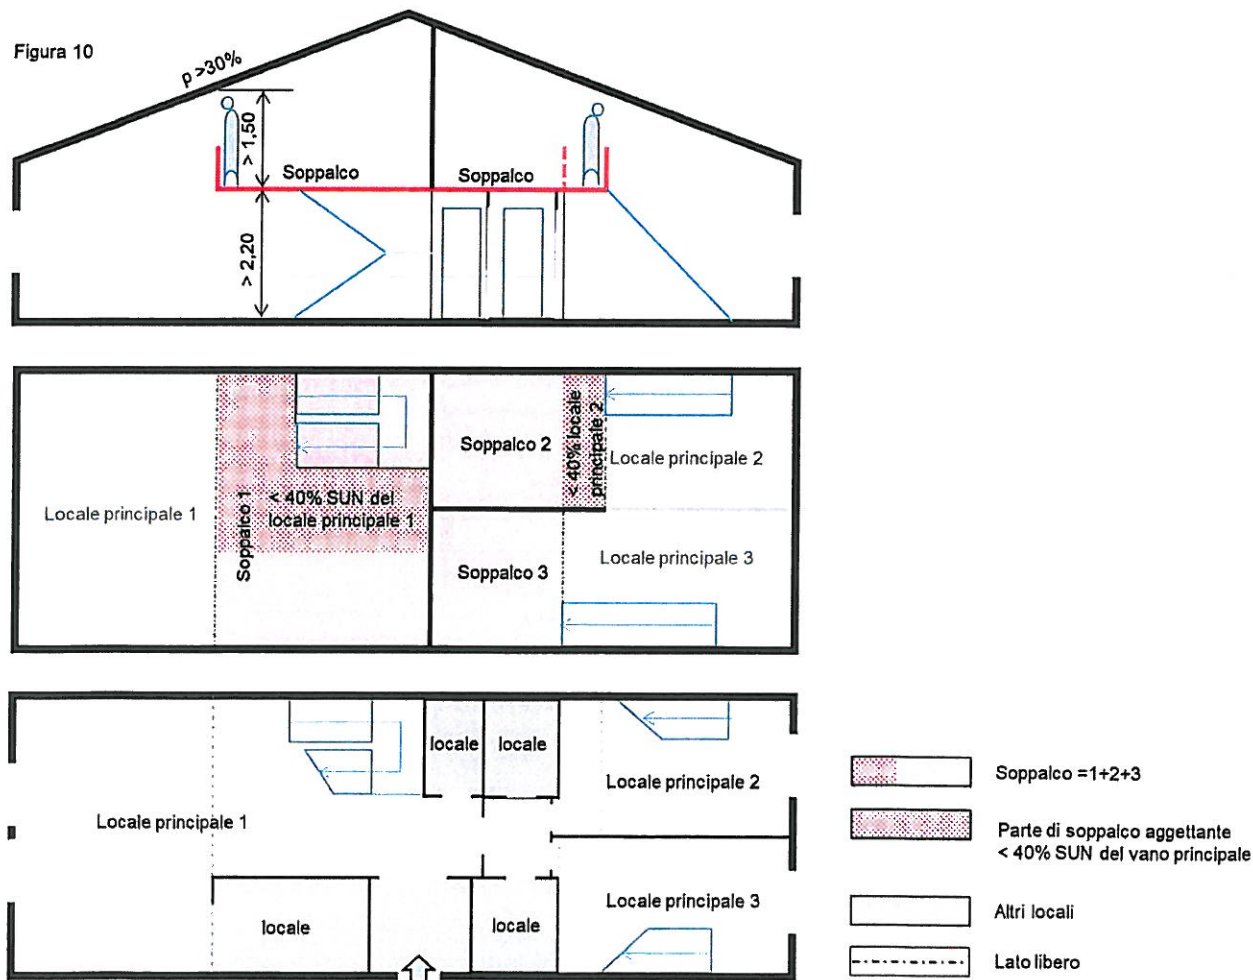 Figura 10
p >30%
> 1,50
Soppalco
Soppalco
> 2,20
Locale principale 1
Soppalco 1
< 40% SUN del
locale principale 1
Soppalco 2
< 40% locale
principale 2
Locale principale 2
Soppalco 3
Locale principale 3
locale
locale
Locale principale 1
Locale principale 2
locale
locale
Locale principale 3
Soppalco =1+2+3
Parte di soppalco aggettante
< 40% SUN del vano principale
Altri locali
Lato libero